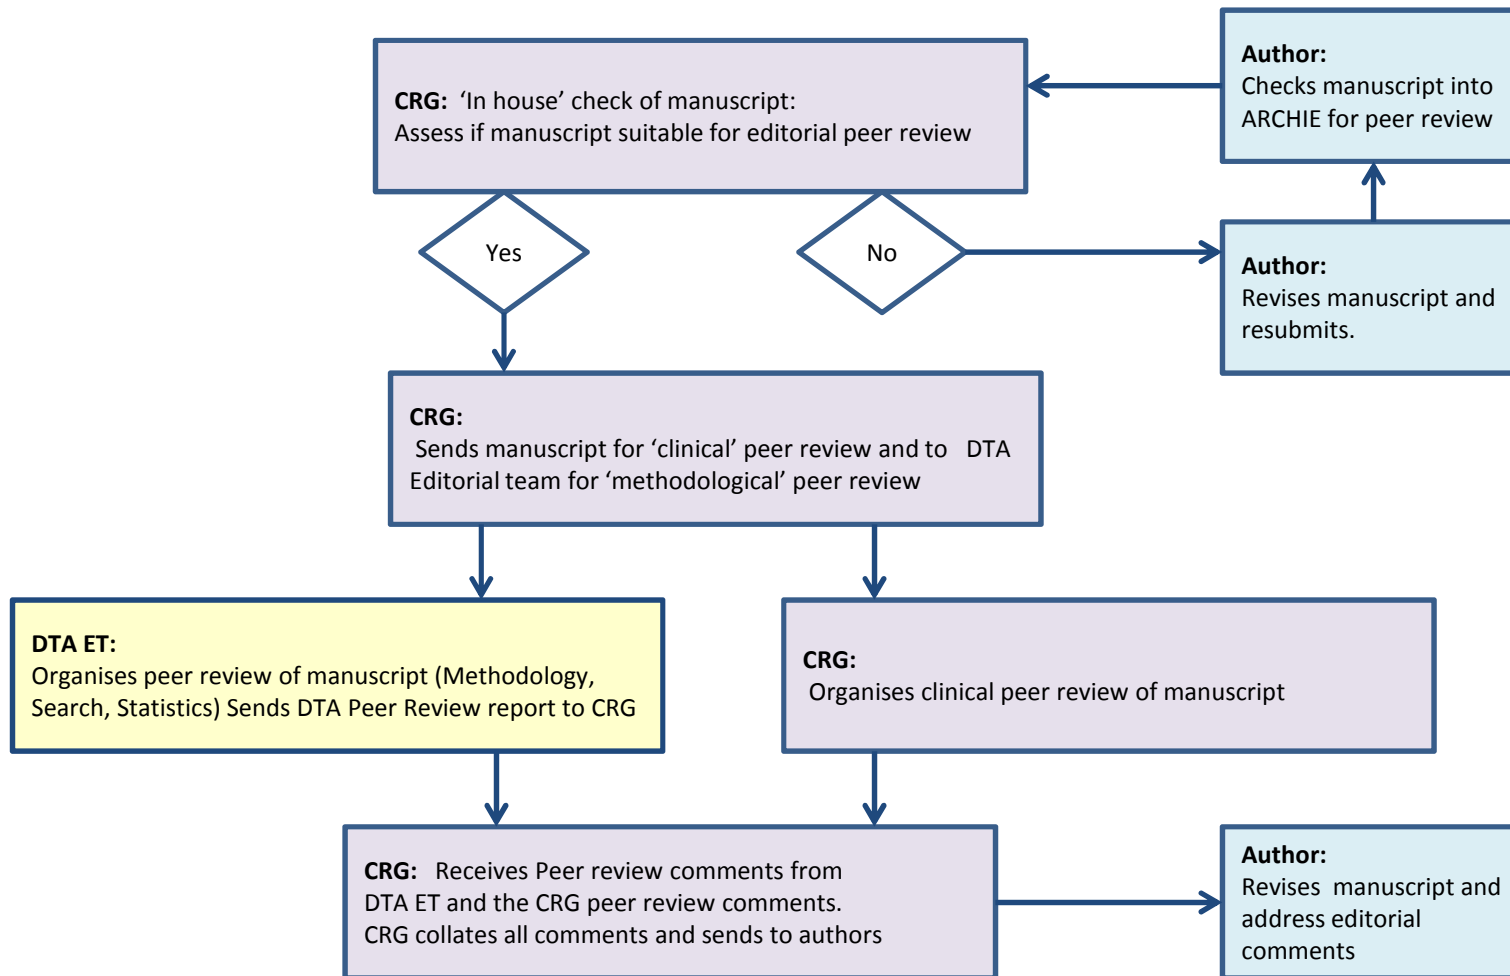 CRG: ‘In house’ check of manuscript:
Assess if manuscript suitable for editorial peer review
Author:
Checks manuscript into
ARCHIE for peer review
Yes
No
Author:
Revises manuscript and
resubmits.
CRG:
Sends manuscript for ‘clinical’ peer review and to DTA
Editorial team for ‘methodological’ peer review
DTA ET:
Organises peer review of manuscript (Methodology,
Search, Statistics) Sends DTA Peer Review report to CRG
CRG:
Organises clinical peer review of manuscript
CRG: Receives Peer review comments from
DTA ET and the CRG peer review comments.
CRG collates all comments and sends to authors
Author:
Revises manuscript and
address editorial
comments